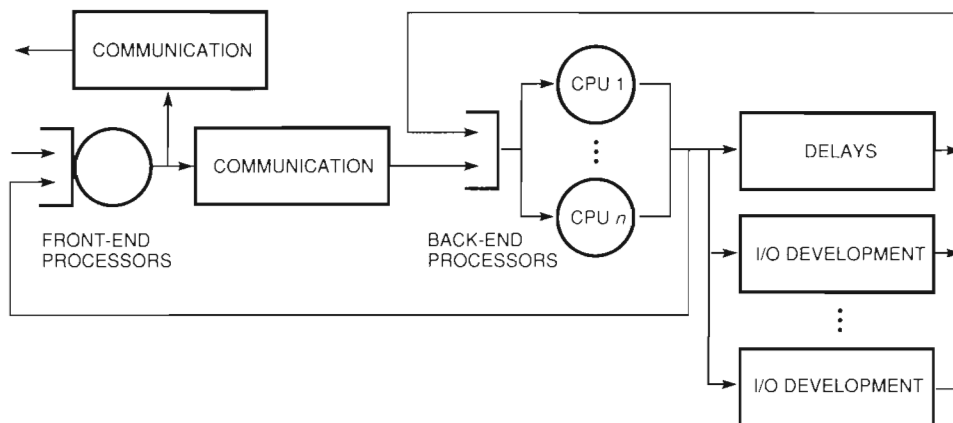 COMMUNICATION
CPU 1
COMMUNICATION
DELAYS
FRONT-END
PROCESSORS
BACK-END
PROCESSORS
CPU n
I/O DEVELOPMENT
I/O DEVELOPMENT